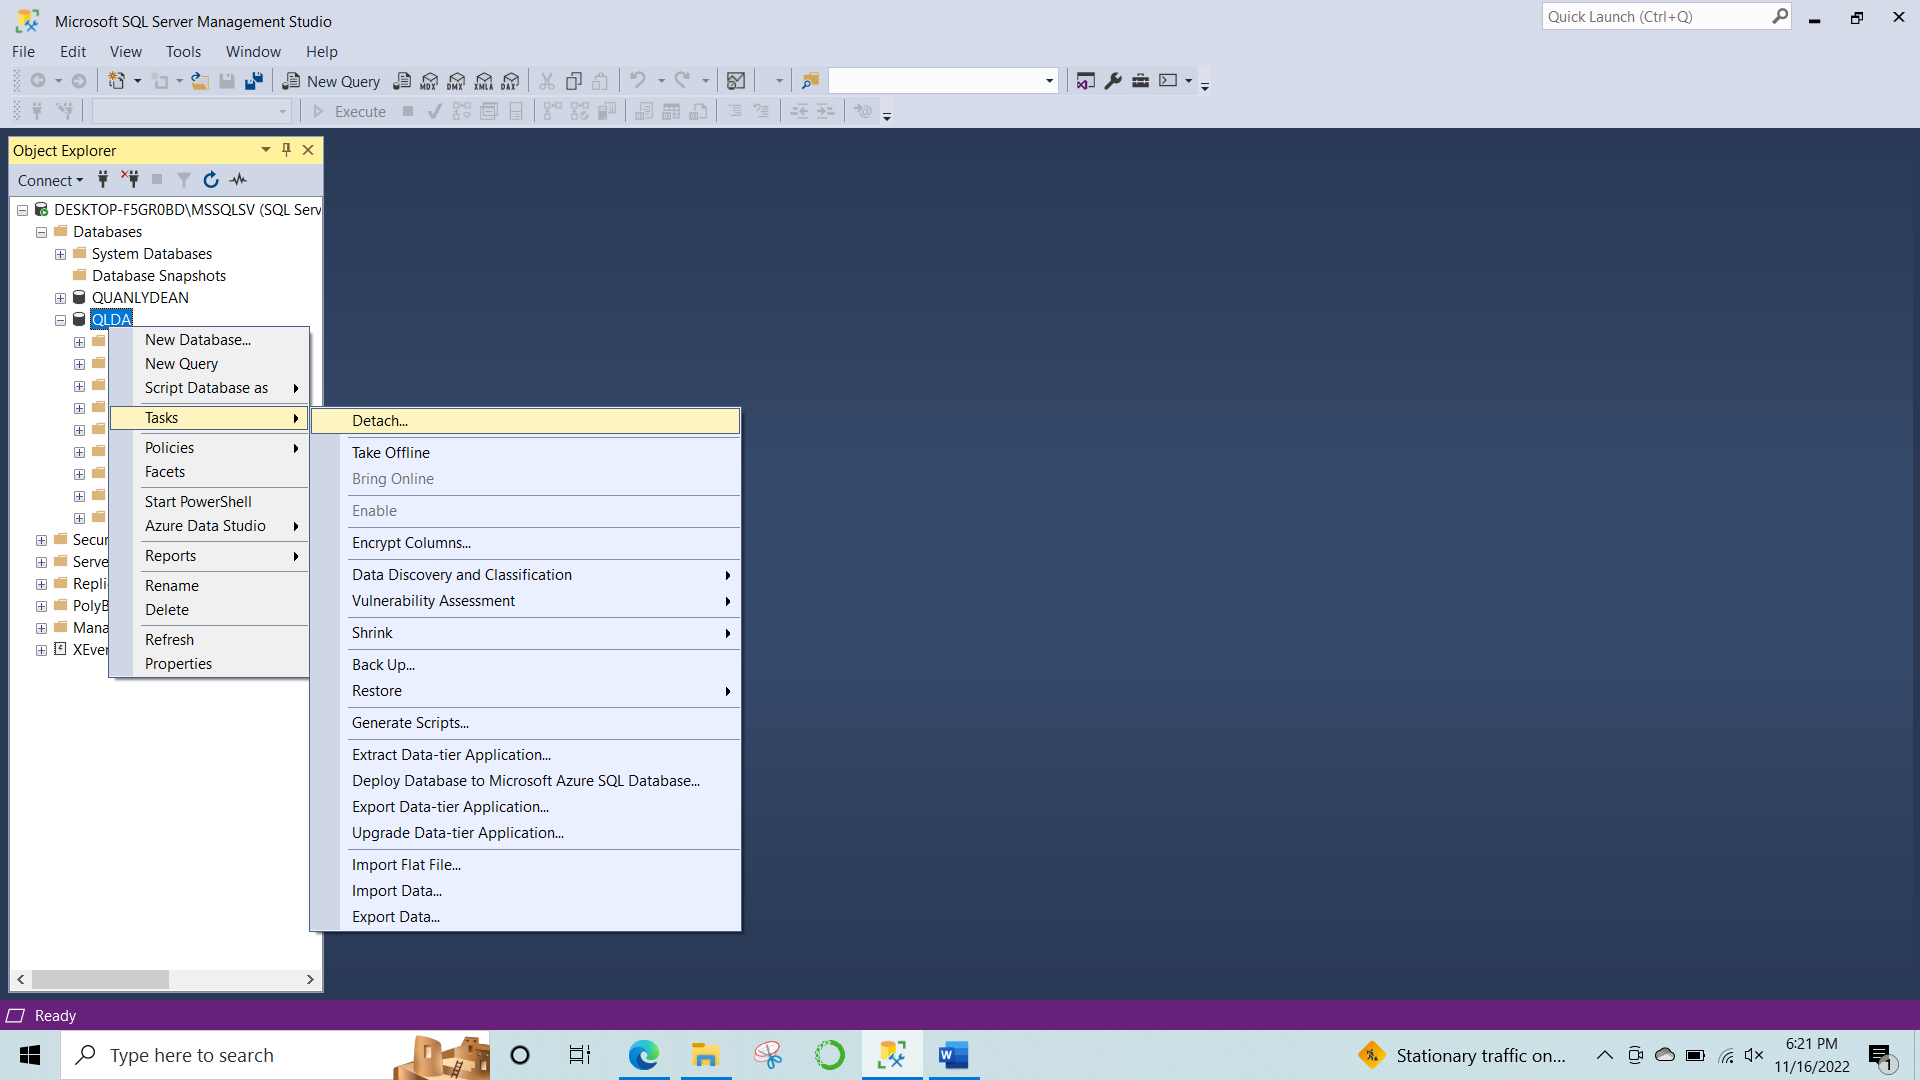 Microsoft SQL Server Management Studio
Quick Launch (Ctrl+Q)
File Edit View Tools Window Help
New Query MDX DMX XMLA DAX
Execute
Object Explorer
Connect
DESKTOP-F5GR0BD\MSSQLSV (SQL Serv
Databases
System Databases
Database Snapshots
QUANLYDEAN
QLDA
Secur
Serve
Repli
PolyB
Mana
XEver
New Database...
New Query
Script Database as
Tasks
Policies
Facets
Start PowerShell
Azure Data Studio
Reports
Rename
Delete
Refresh
Properties
Detach...
Take Offline
Bring Online
Enable
Encrypt Columns...
Data Discovery and Classification
Vulnerability Assessment
Shrink
Back Up...
Restore
Generate Scripts...
Extract Data-tier Application...
Deploy Database to Microsoft Azure SQL Database...
Export Data-tier Application...
Upgrade Data-tier Application...
Import Flat File...
Import Data...
Export Data...
Ready
Type here to search
Stationary traffic on...
6:21 PM
11/16/2022
1